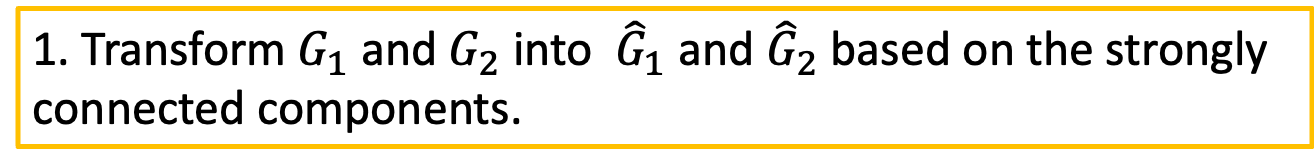 1. Transform G₁ and G₂ into Ĝ₁ and Ĝ₂ based on the strongly
connected components.